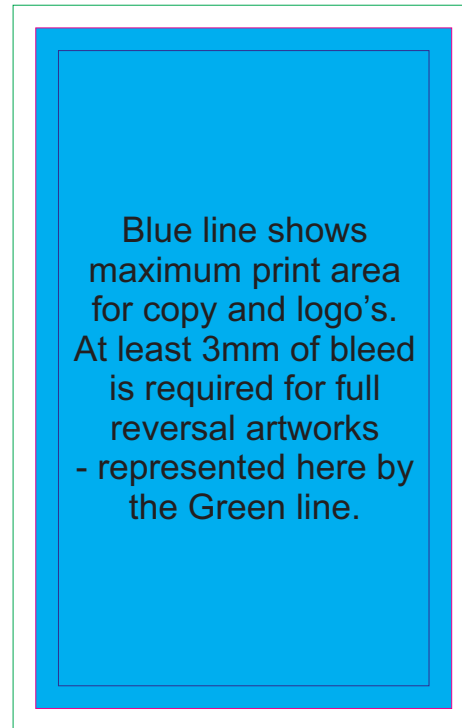 Blue line shows
maximum print area
for copy and logo’s.
At least 3mm of bleed
is required for full
reversal artworks
- represented here by
the Green line.